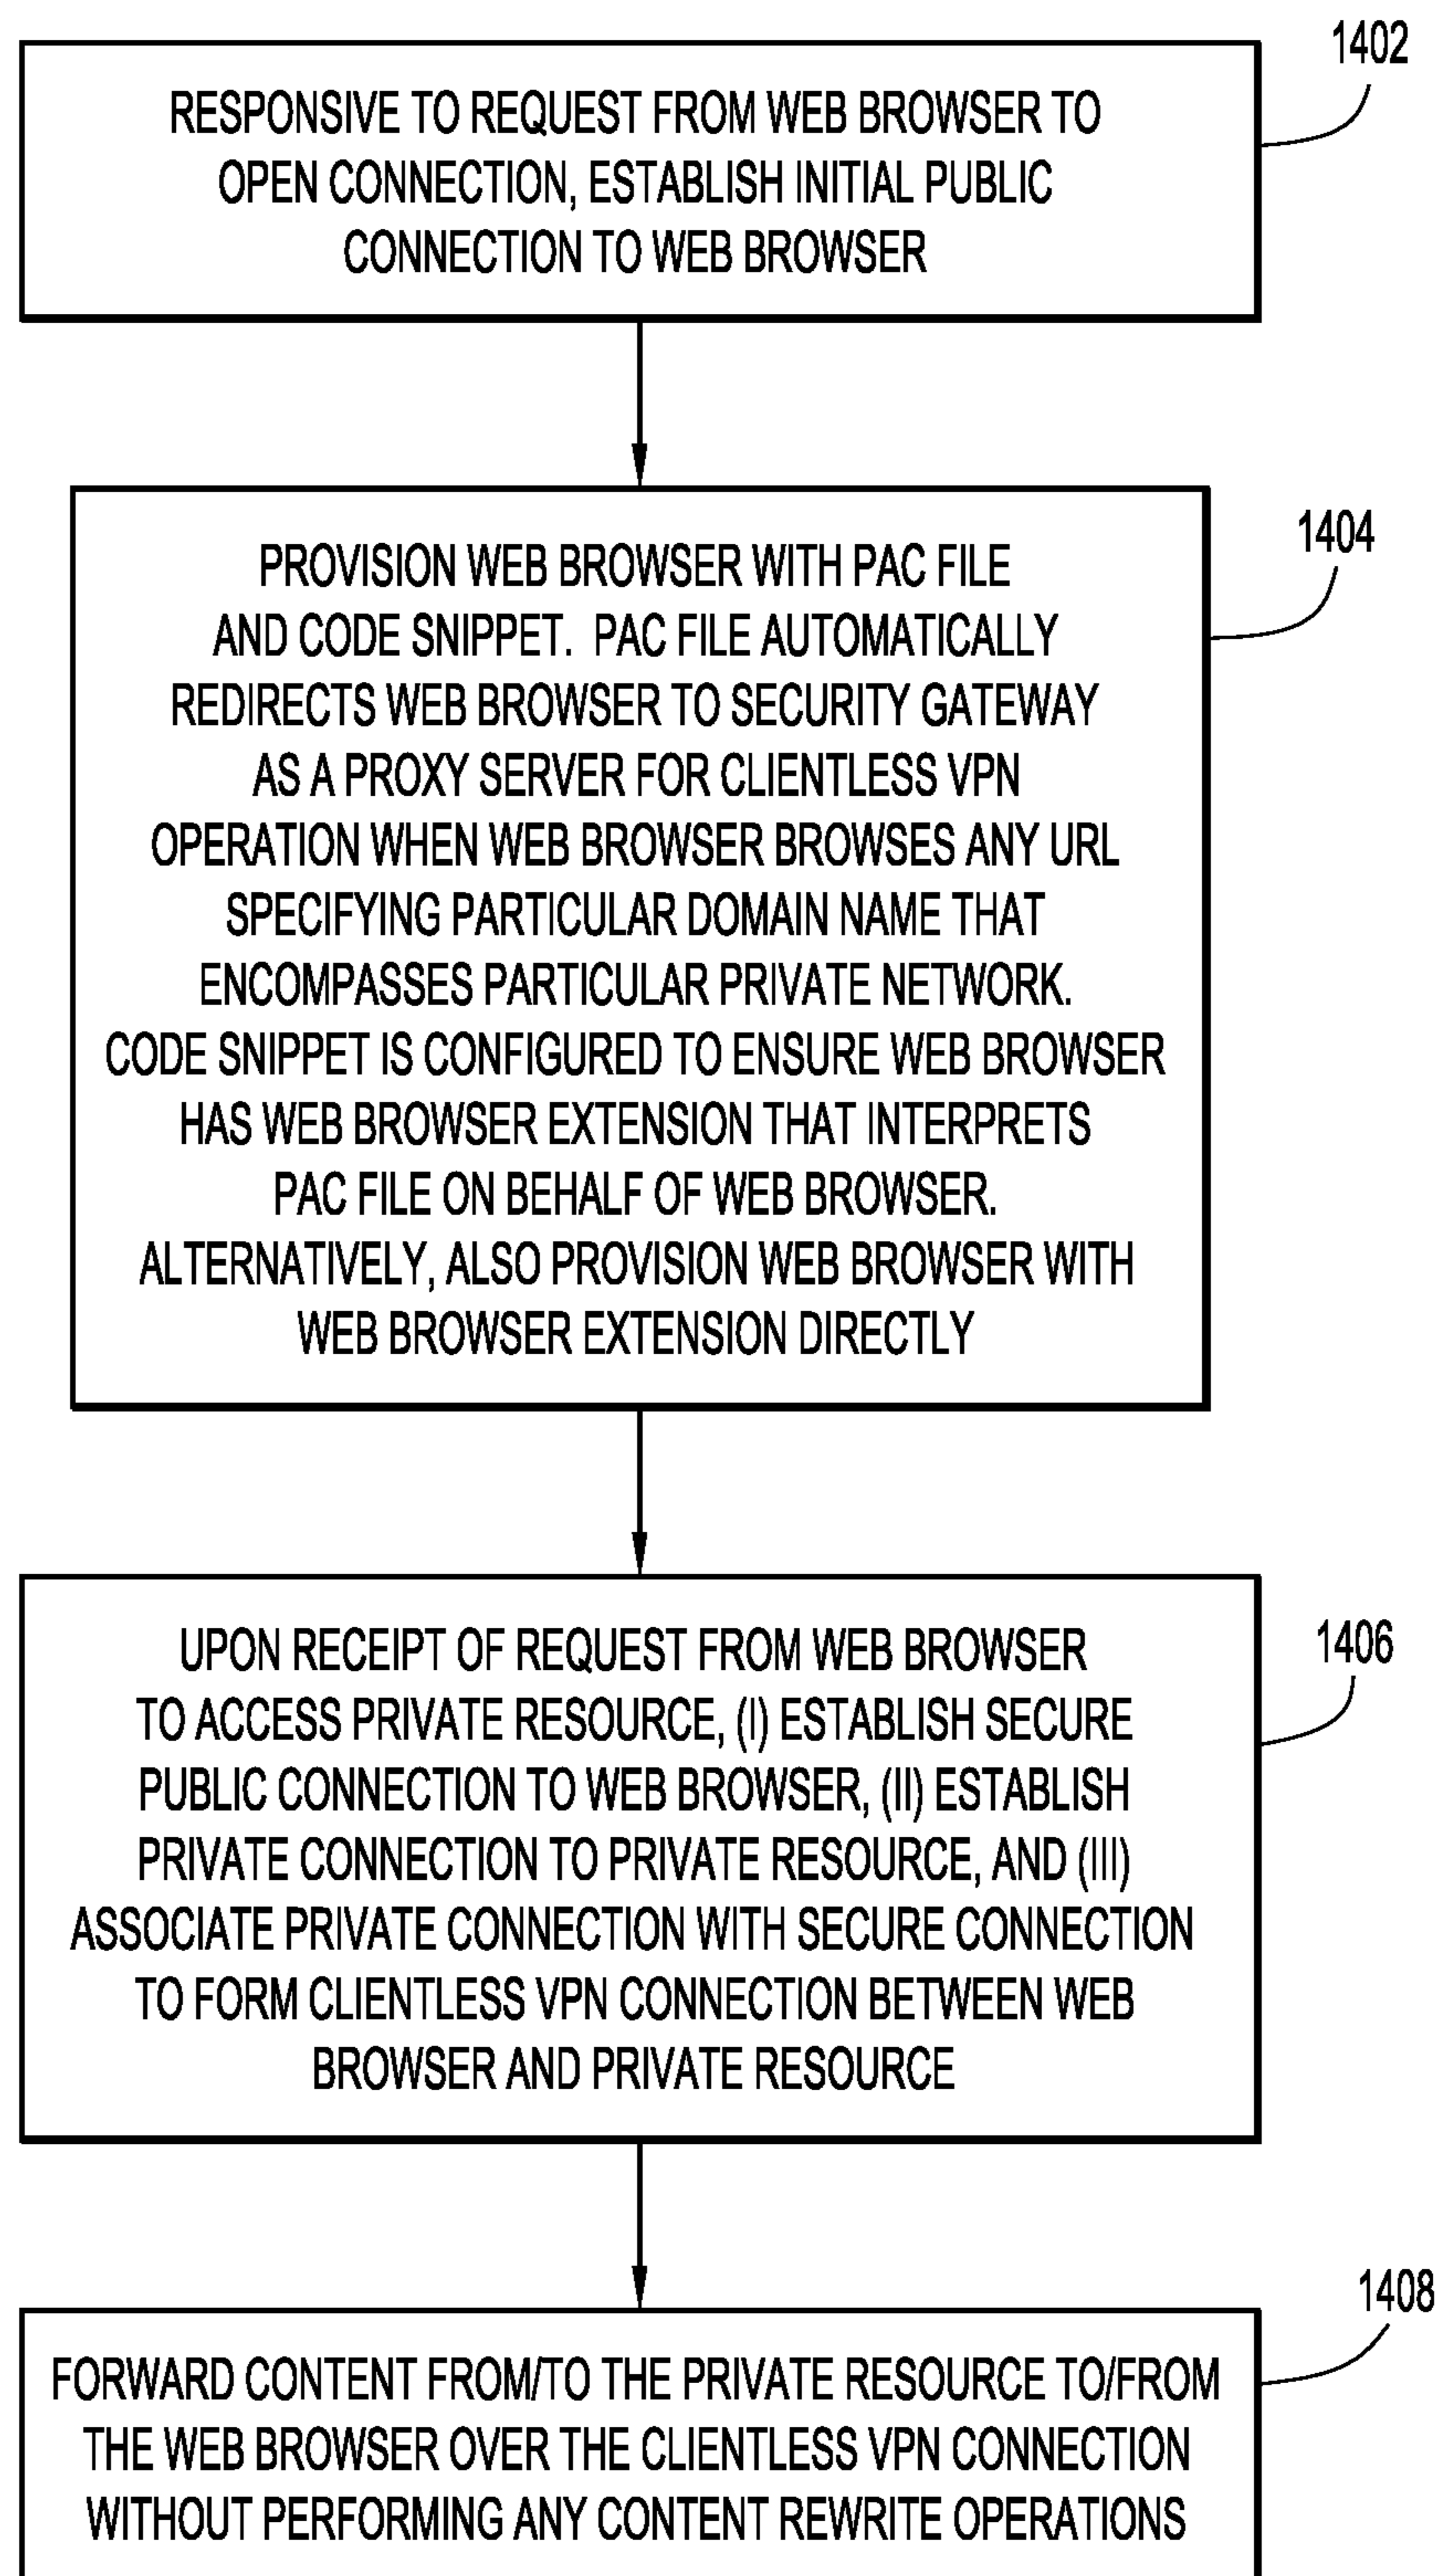 1402
RESPONSIVE TO REQUEST FROM WEB BROWSER TO
OPEN CONNECTION, ESTABLISH INITIAL PUBLIC
CONNECTION TO WEB BROWSER
1404
PROVISION WEB BROWSER WITH PAC FILE
AND CODE SNIPPET. PAC FILE AUTOMATICALLY
REDIRECTS WEB BROWSER TO SECURITY GATEWAY
AS A PROXY SERVER FOR CLIENTLESS VPN
OPERATION WHEN WEB BROWSER BROWSES ANY URL
SPECIFYING PARTICULAR DOMAIN NAME THAT
ENCOMPASSES PARTICULAR PRIVATE NETWORK.
CODE SNIPPET IS CONFIGURED TO ENSURE WEB BROWSER
HAS WEB BROWSER EXTENSION THAT INTERPRETS
PAC FILE ON BEHALF OF WEB BROWSER.
ALTERNATIVELY, ALSO PROVISION WEB BROWSER WITH
WEB BROWSER EXTENSION DIRECTLY
1406
UPON RECEIPT OF REQUEST FROM WEB BROWSER
TO ACCESS PRIVATE RESOURCE, (I) ESTABLISH SECURE
PUBLIC CONNECTION TO WEB BROWSER, (II) ESTABLISH
PRIVATE CONNECTION TO PRIVATE RESOURCE, AND (III)
ASSOCIATE PRIVATE CONNECTION WITH SECURE CONNECTION
TO FORM CLIENTLESS VPN CONNECTION BETWEEN WEB
BROWSER AND PRIVATE RESOURCE
1408
FORWARD CONTENT FROM/TO THE PRIVATE RESOURCE TO/FROM
THE WEB BROWSER OVER THE CLIENTLESS VPN CONNECTION
WITHOUT PERFORMING ANY CONTENT REWRITE OPERATIONS